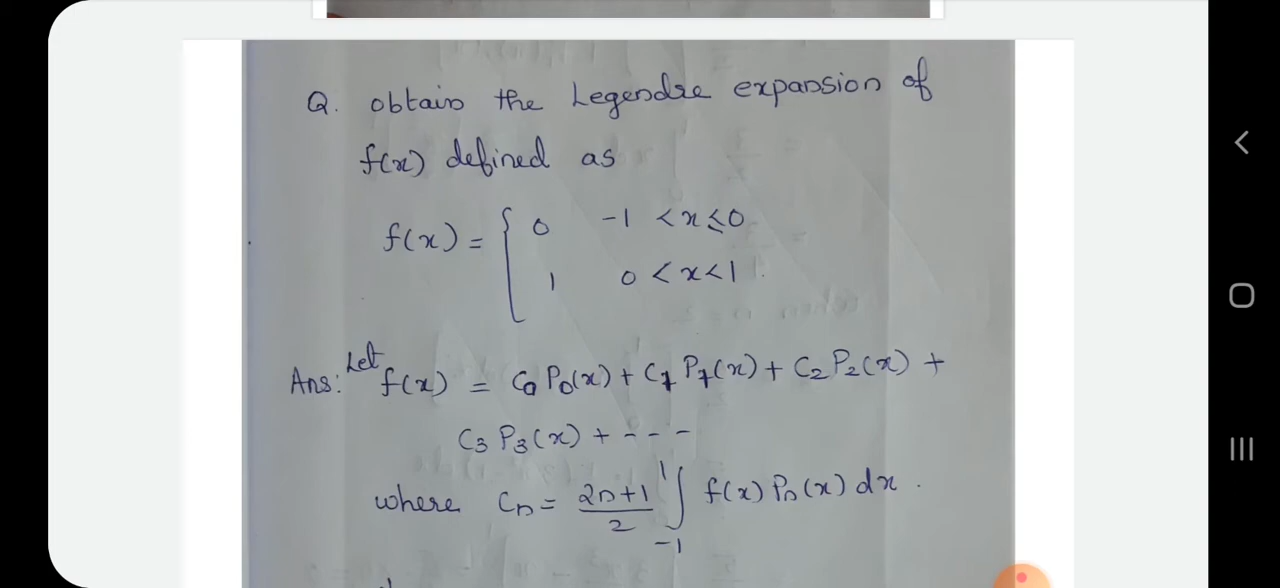 Q. obtain the Legendre expansion of
f(x) defined as
f(x) = { 0 -1 < x ≤ 0
1 0 < x < 1.
Ans: Let f(x) = C0 P0(x) + C1 P1(x) + C2 P2(x) +
C3 P3(x) + - - -
where Cn = 2n+1/2 ∫ 1 -1 f(x) Pn(x) dx.